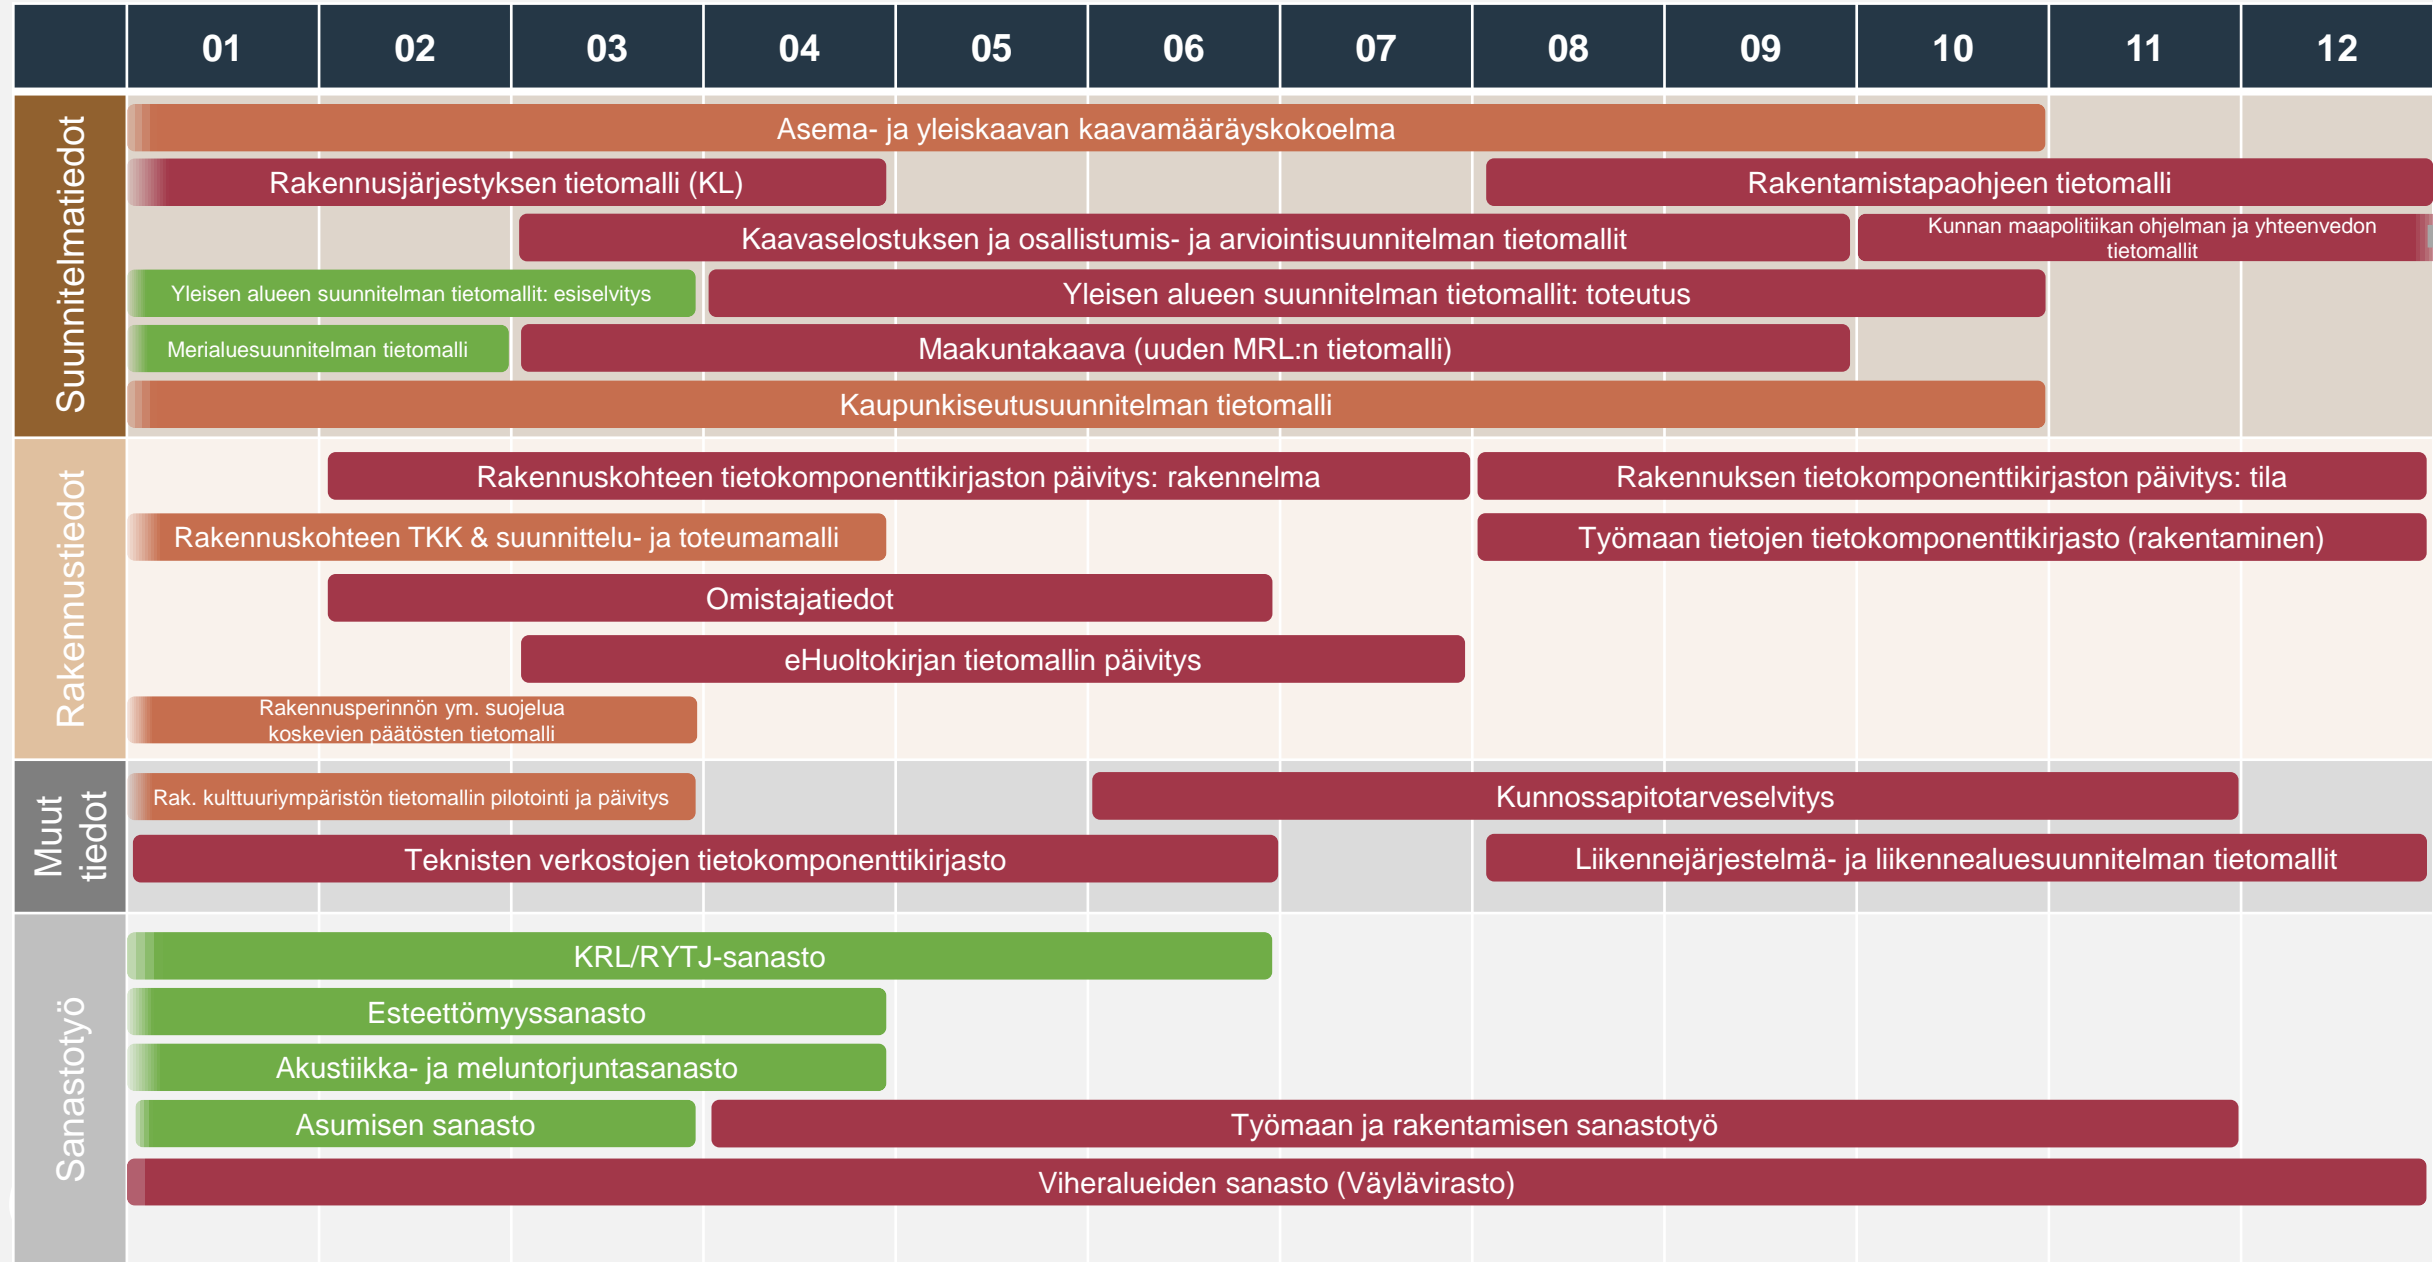 01 02 03 04 05 06 07 08 09 10 11 12
Suunnitelmatiedot
Asema- ja yleiskaavan kaavamääräyskokoelma
Rakennusjärjestyksen tietomalli (KL)
Rakentamistapaohjeen tietomalli
Kaavaselostuksen ja osallistumis- ja arviointisuunnitelman tietomallit
Kunnan maapolitiikan ohjelman ja yhteenvedon
tietomallit
Yleisen alueen suunnitelman tietomallit: esiselvitys
Yleisen alueen suunvitelman tietomallit: toteutus
Merialuesuunnitelman tietomalli
Maakuntakaava (uuden MRL:n tietomalli)
Kaupunkiseutusuunnitelman tietomalli
Rakennustiedot
Rakennuskohteen tietokomponenttikirjaston päivitys: rakennelma
Rakennuksen tietokomponenttikirjaston päivitys: tila
Rakennuskohteen TKK & suunnittelu- ja toteumamalli
Työmaan tietojen tietokomponenttikirjasto (rakentaminen)
Omistajatiedot
eHuoltokirjan tietomallin päivitys
Rakennusperinnön ym. suojelua
koskevien päätösten tietomalli
Muut
tiedot
Rak. kulttuuriympäristön tietomallin pilotointi ja päivitys
Kunnossapitotarveselvitys
Teknisten verkostojen tietokomponenttikirjasto
Liikennejärjestelmä- ja liikennealuesuunnitelman tietomallit
Sanastotyö
KRL/RYTJ-sanasto
Esteettömyyssanasto
Akustiikka- ja meluntorjuntasanasto
Asumisen sanasto
Työmaan ja rakentamisen sanastotyö
Viheralueiden sanasto (Väylävirasto)